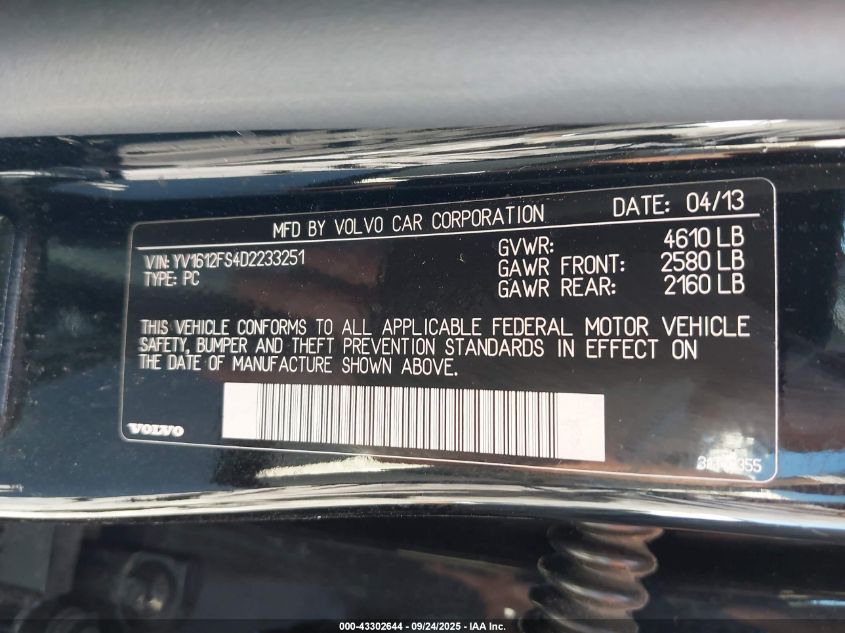 MFD BY VOLVO CAR CORPORATION DATE: 04/13
VIN: YV1612FS4D2233251 GVWR: 4610 LB
TYPE: PC GAWR FRONT: 2580 LB
GAWR REAR: 2160 LB
THIS VEHICLE CONFORMS TO ALL APPLICABLE FEDERAL MOTOR VEHICLE
SAFETY, BUMPER AND THEFT PREVENTION STANDARDS IN EFFECT ON
THE DATE OF MANUFACTURE SHOWN ABOVE.
VOLVO
000-43302644 - 09/24/2025 - IAA Inc.